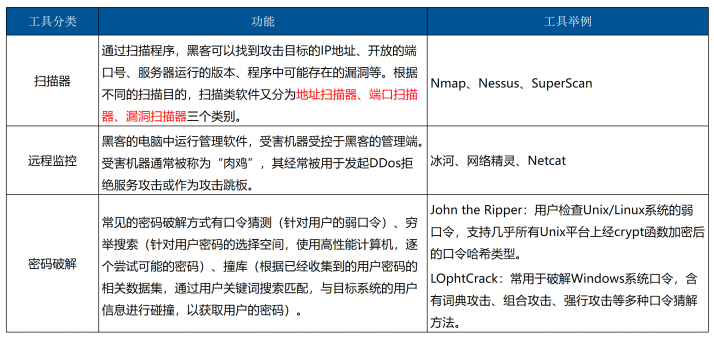 工具分类
功能
工具举例
扫描器
通过扫描程序，黑客可以找到攻击目标的IP地址、开放的端
口号、服务器运行的版本、程序中可能存在的漏洞等。根据
不同的扫描目的，扫描类软件又分为地址扫描器、端口扫描
器、漏洞扫描器三个类别。
Nmap、Nessus、SuperScan
远程监控
黑客的电脑中运行管理软件，受害机器受控于黑客的管理端。
受害机器通常被称为“肉鸡”，其经常被用于发起DDos拒
绝服务攻击或作为攻击跳板。
冰河、网络精灵、Netcat
密码破解
常见的密码破解方式有口令猜测（针对用户的弱口令）、穷
举搜索（针对用户密码的选择空间，使用高性能计算机，逐
个尝试可能的密码）、撞库（根据已经收集到的用户密码的
相关数据集，通过用户关键词搜索匹配，与目标系统的用户
信息进行碰撞，以获取用户的密码）。
John the Ripper：用户检查Unix/Linux系统的弱
口令，支持几乎所有Unix平台上经crypt函数加密后
的口令哈希类型。
LOphtCrack：常用于破解Windows系统口令，含
有词典攻击、组合攻击、强行攻击等多种口令猜解
方法。